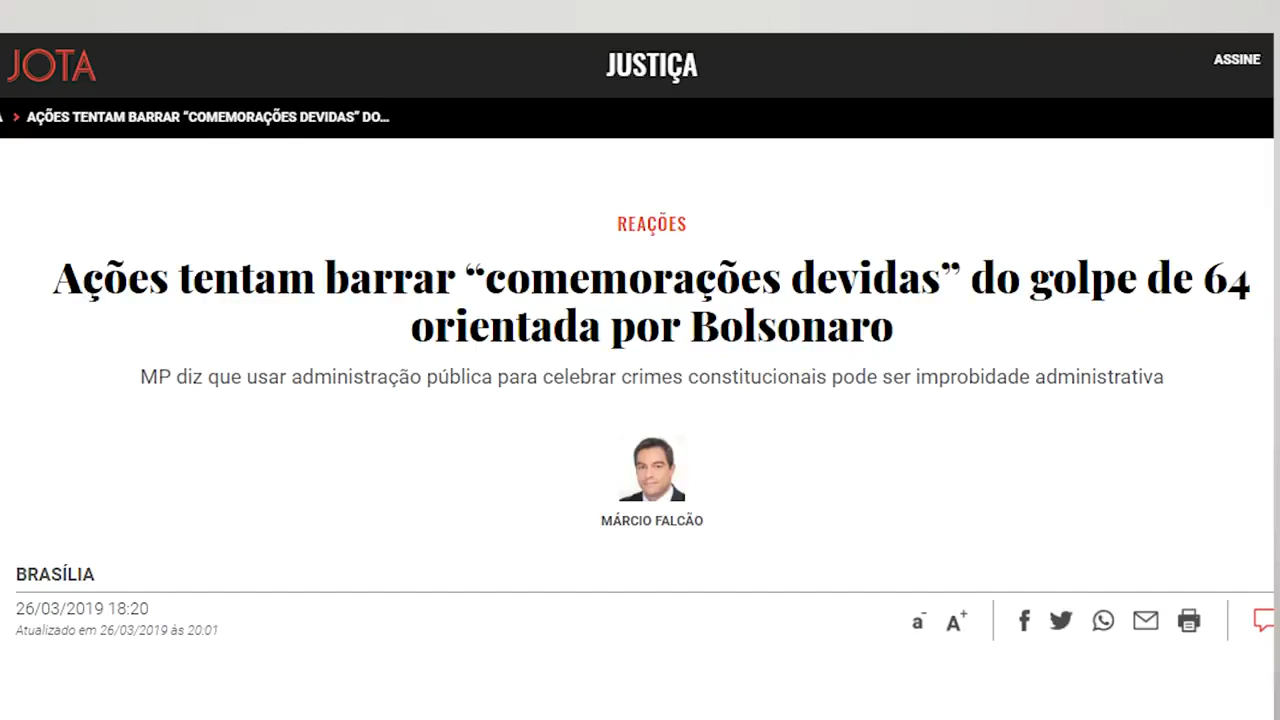 JOTA
JUSTIÇA
ASSINE
AÇÕES TENTAM BARRAR “COMEMORAÇÕES DEVIDAS” DO...
REAÇÕES
Ações tentam barrar “comemorações devidas” do golpe de 64
orientada por Bolsonaro
MP diz que usar administração pública para celebrar crimes constitucionais pode ser improbidade administrativa
MÁRCIO FALCÃO
BRASÍLIA
26/03/2019 18:20
Atualizado em 26/03/2019 às 20:01
a- A+